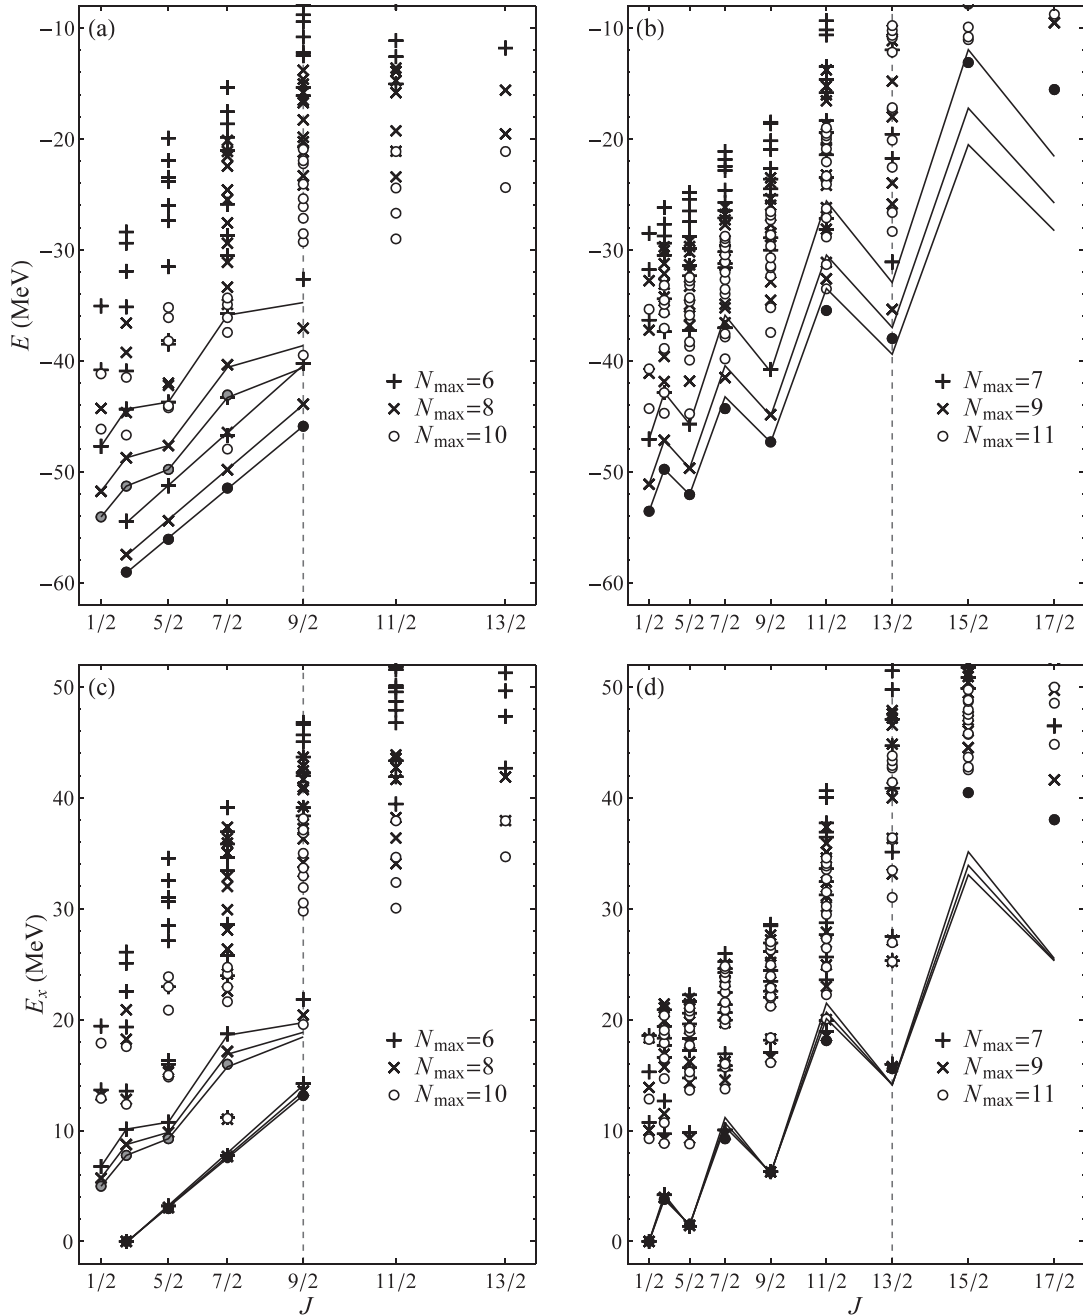 (a)
−10
−20
−30
−40
−50
−60
E (MeV)
+ N_max=6
× N_max=8
○ N_max=10
1/2 5/2 7/2 9/2 11/2 13/2
(b)
−10
−20
−30
−40
−50
−60
+ N_max=7
× N_max=9
○ N_max=11
1/2 5/2 7/2 9/2 11/2 13/2 15/2 17/2
(c)
50
40
30
20
10
0
E_x (MeV)
+ N_max=6
× N_max=8
○ N_max=10
1/2 5/2 7/2 9/2 11/2 13/2
J
(d)
50
40
30
20
10
0
+ N_max=7
× N_max=9
○ N_max=11
1/2 5/2 7/2 9/2 11/2 13/2 15/2 17/2
J